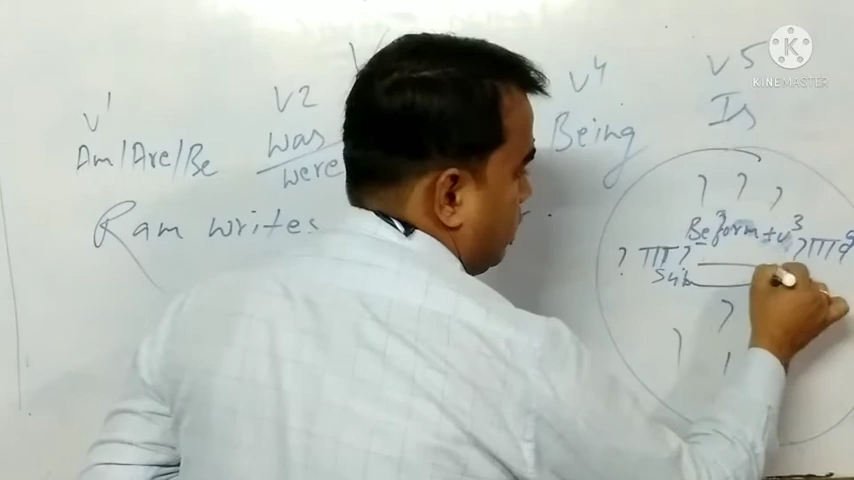 K
KINEMASTER
V1 V2 V4 V5
Am/Are/Be was Being Is
were
Ram writes
Be form + v3
Sub